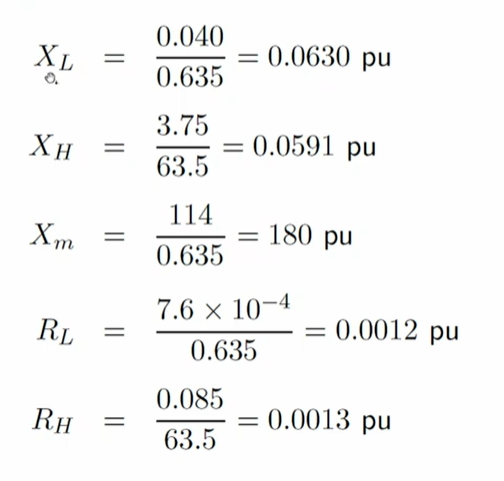 X_L = 0.040/0.635 = 0.0630 pu
X_H = 3.75/63.5 = 0.0591 pu
X_m = 114/0.635 = 180 pu
R_L = 7.6 × 10^−4/0.635 = 0.0012 pu
R_H = 0.085/63.5 = 0.0013 pu